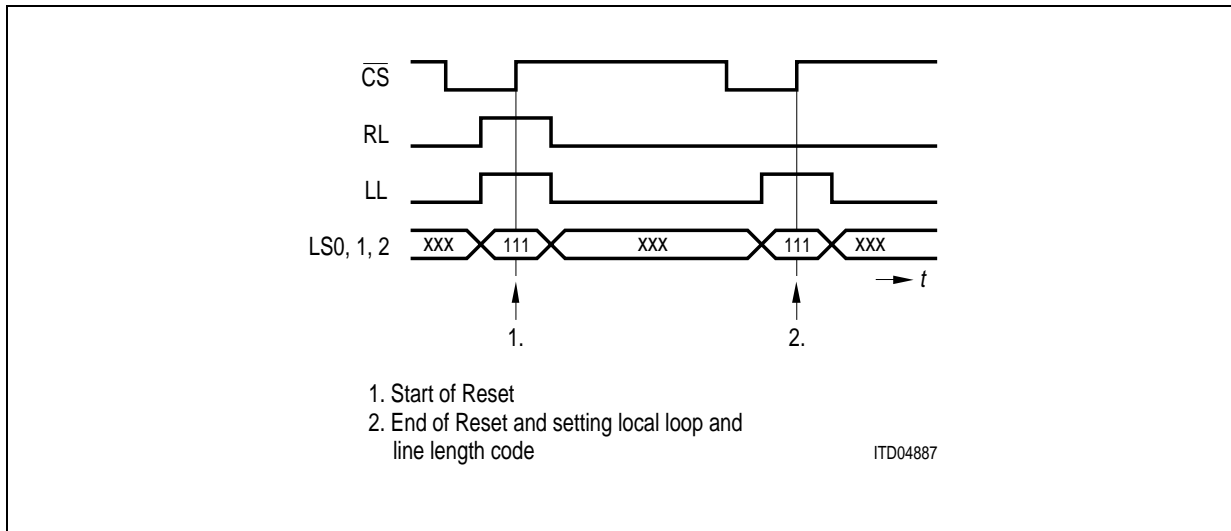 CS
RL
LL
LS0, 1, 2 XXX 111 XXX 111 XXX
t
1. 2.
1. Start of Reset
2. End of Reset and setting local loop and
line length code
ITD04887